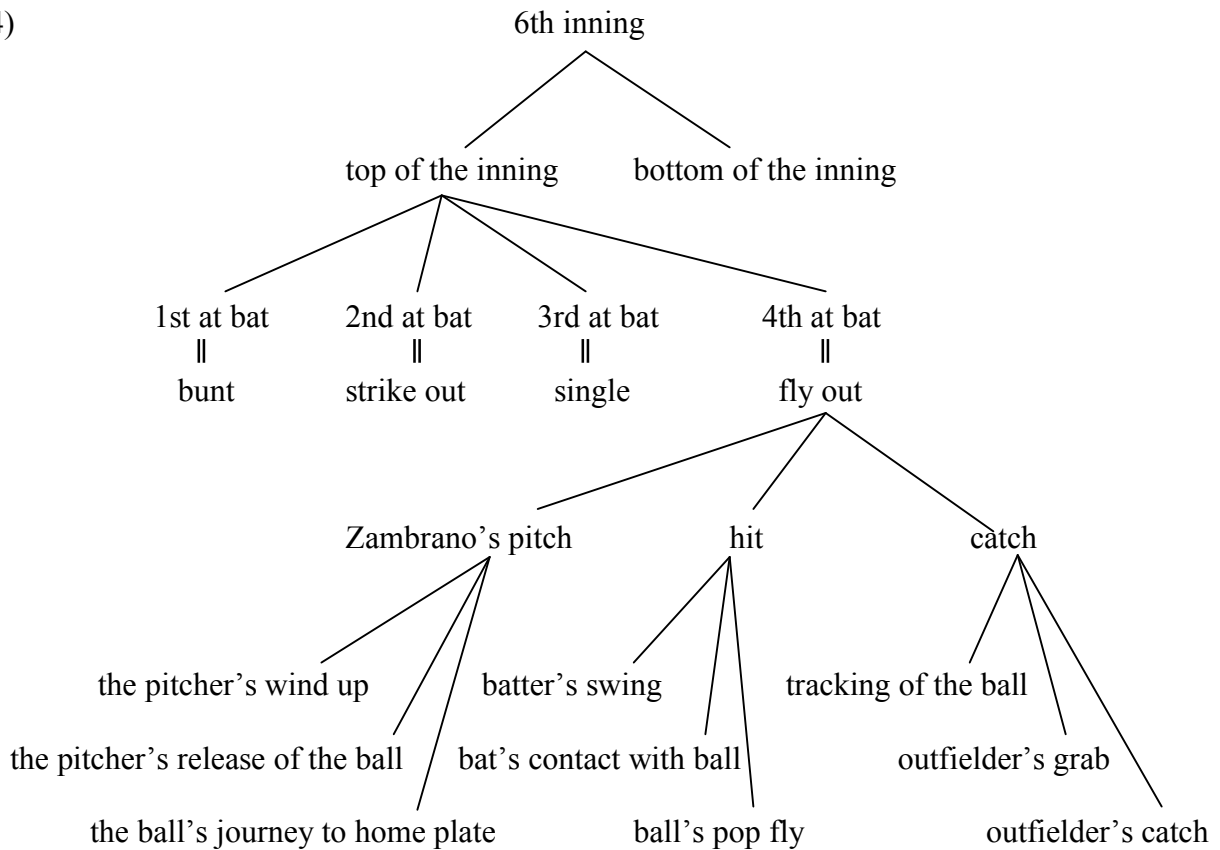 4)
6th inning
top of the inning bottom of the inning
1st at bat 2nd at bat 3rd at bat 4th at bat
|| || || ||
bunt strike out single fly out
Zambrano’s pitch hit catch
the pitcher’s wind up batter’s swing tracking of the ball
the pitcher’s release of the ball bat’s contact with ball outfielder’s grab
the ball’s journey to home plate ball’s pop fly outfielder’s catch